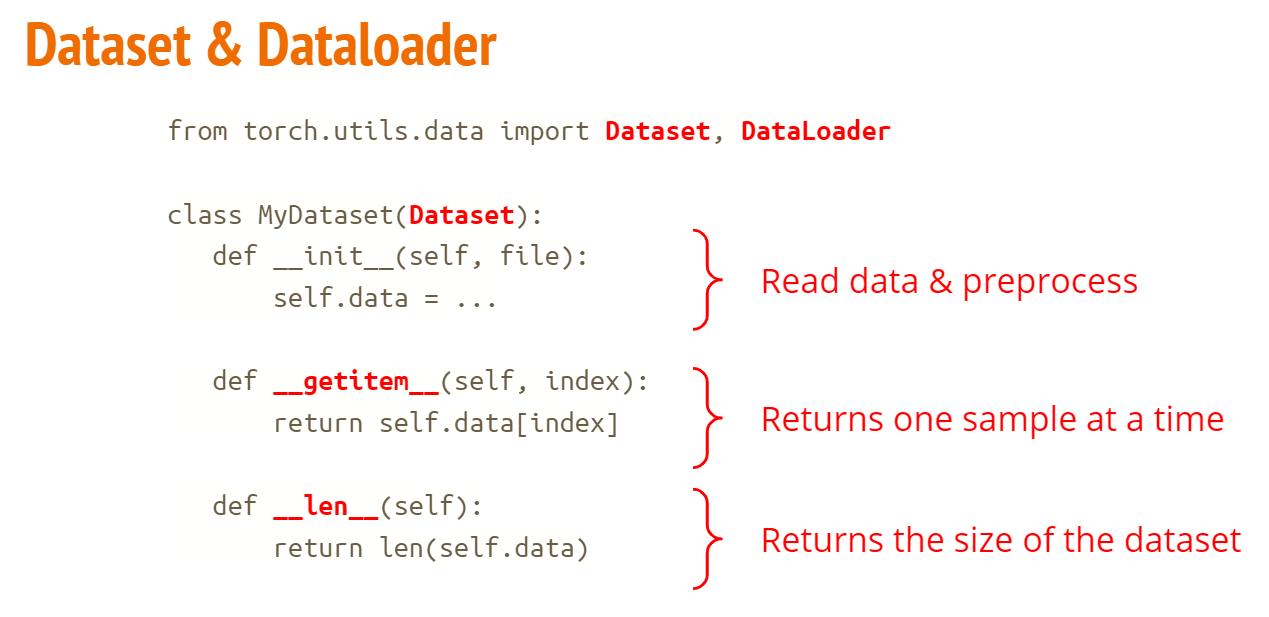 Dataset & Dataloader
from torch.utils.data import Dataset, DataLoader
class MyDataset(Dataset):
def __init__(self, file):
self.data = ...
Read data & preprocess
def __getitem__(self, index):
return self.data[index]
Returns one sample at a time
def __len__(self):
return len(self.data)
Returns the size of the dataset